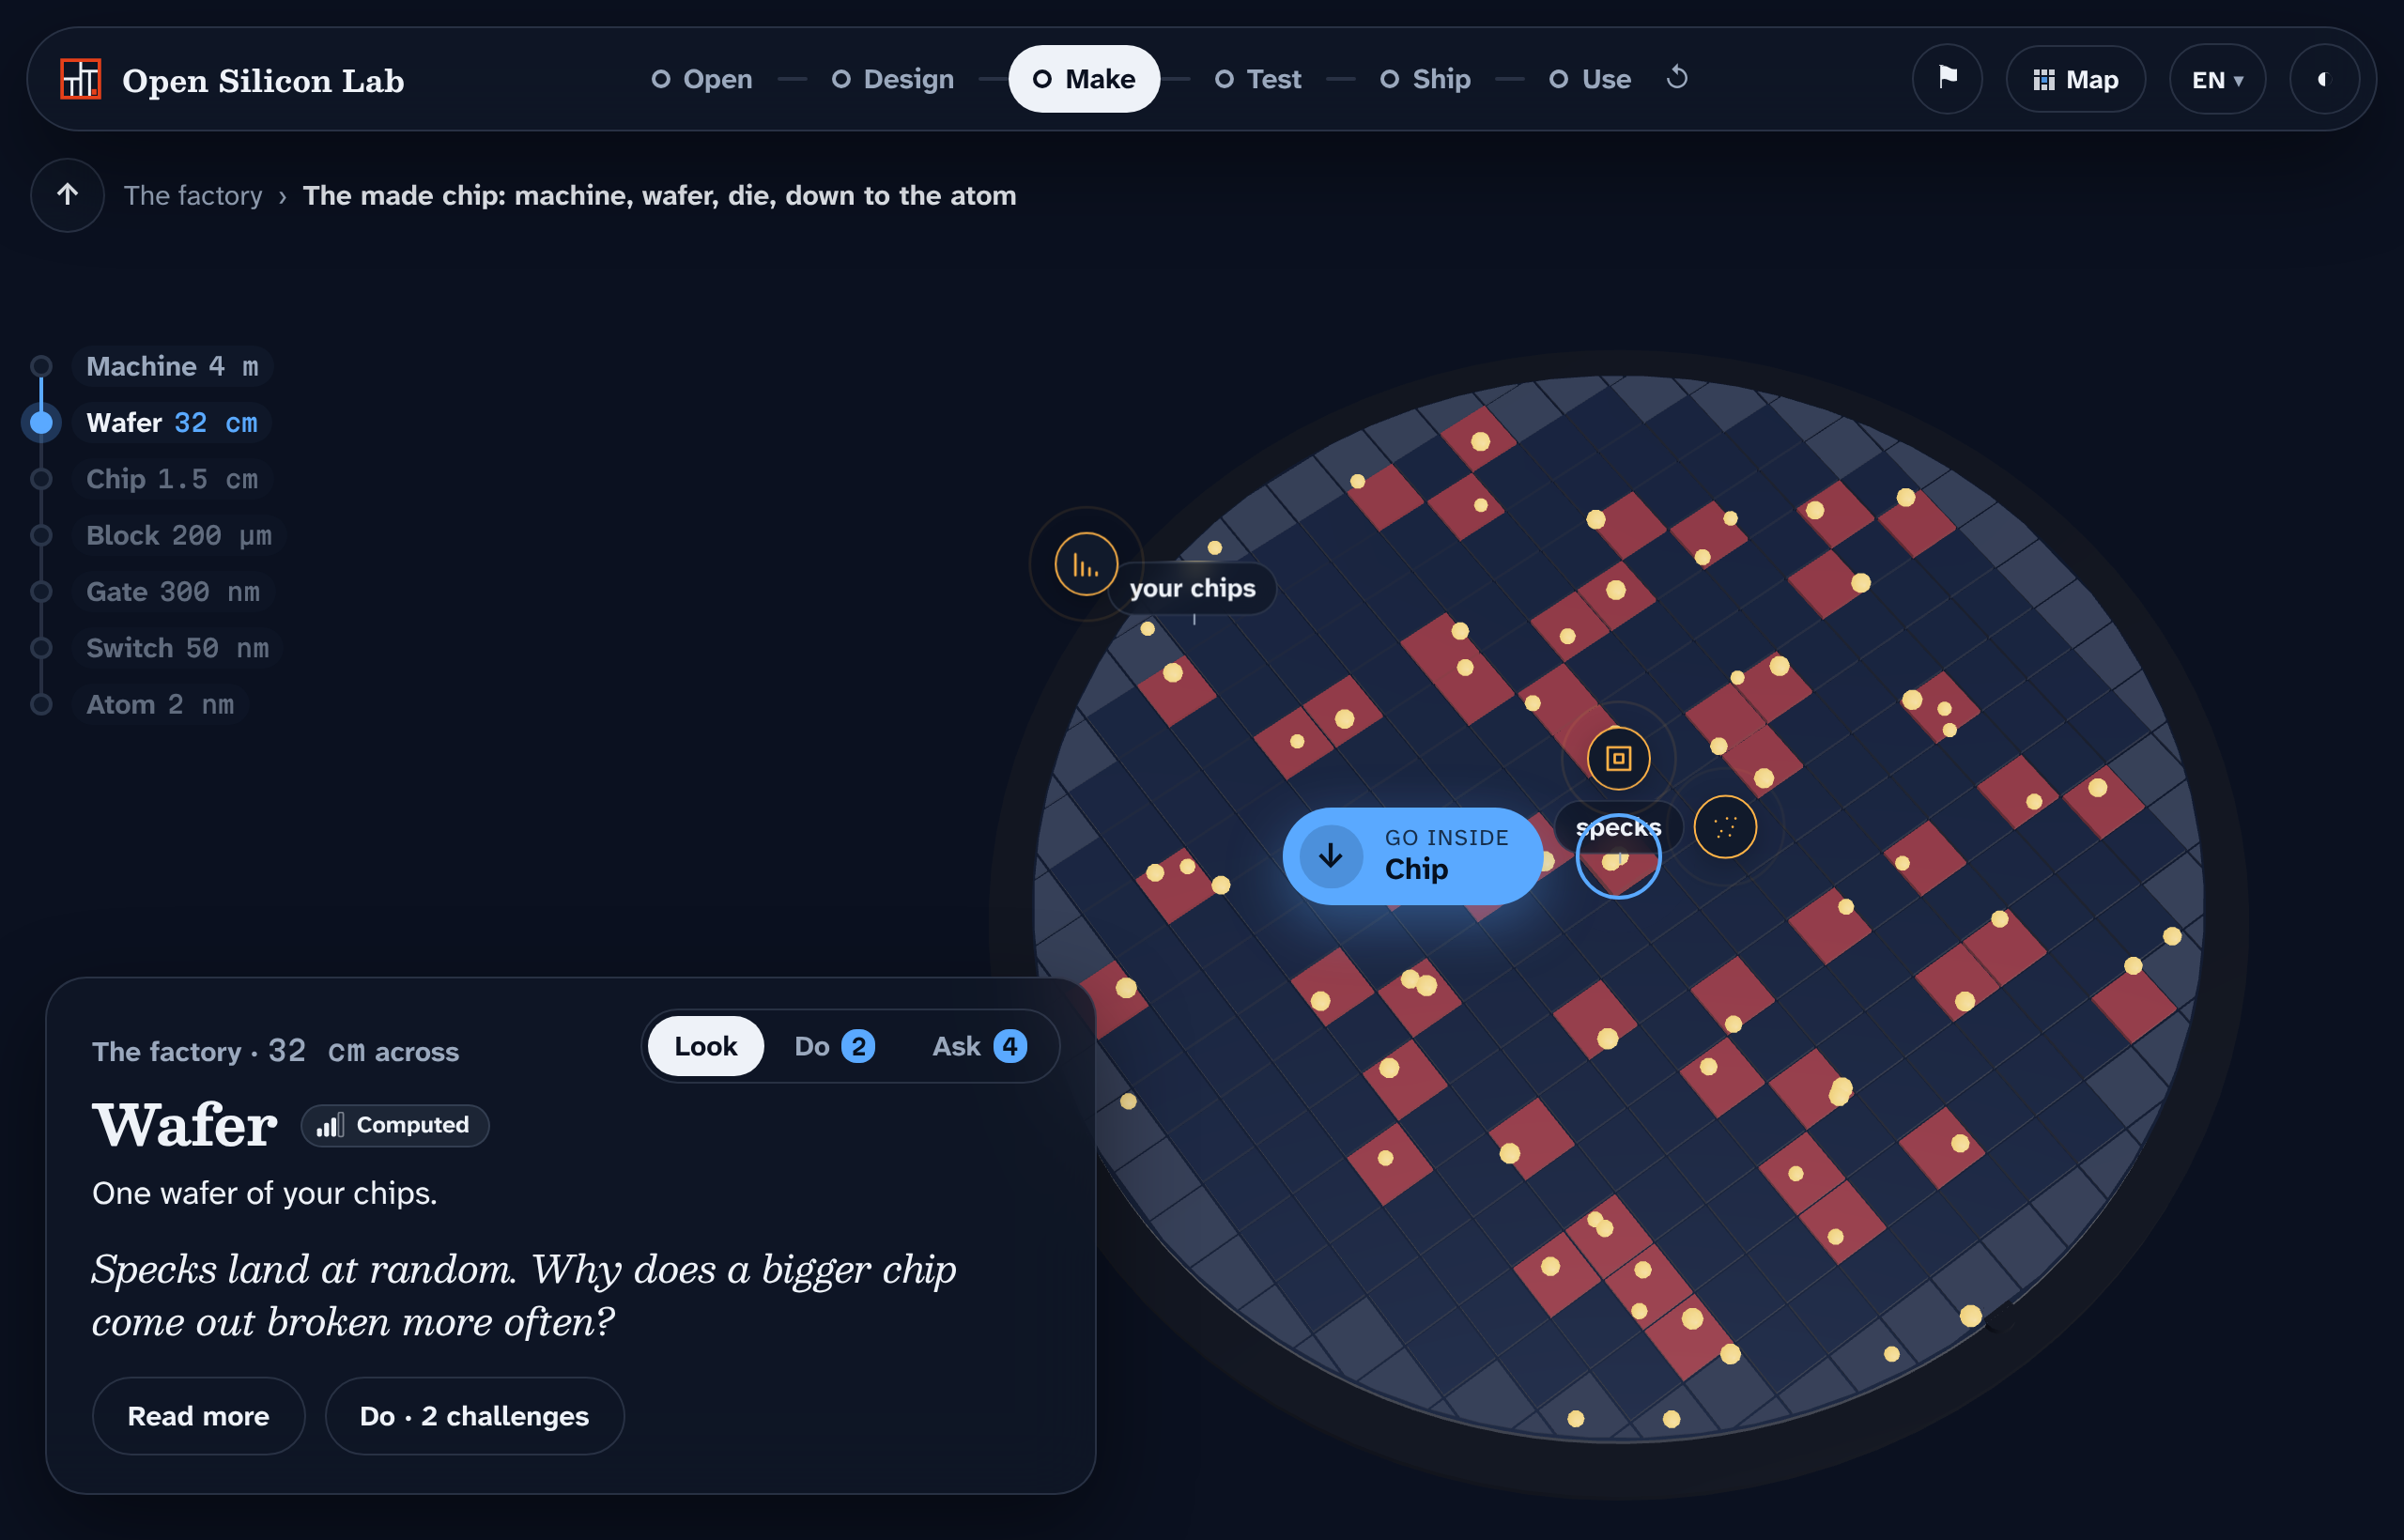 Open Silicon Lab
Open
Design
Make
Test
Ship
Use
Map
EN
The factory › The made chip: machine, wafer, die, down to the atom
Machine 4 m
Wafer 32 cm
Chip 1.5 cm
Block 200 µm
Gate 300 nm
Switch 50 nm
Atom 2 nm
your chips
specks
GO INSIDE
Chip
The factory · 32 cm across
Look
Do 2
Ask 4
Wafer
Computed
One wafer of your chips.
Specks land at random. Why does a bigger chip
come out broken more often?
Read more
Do · 2 challenges